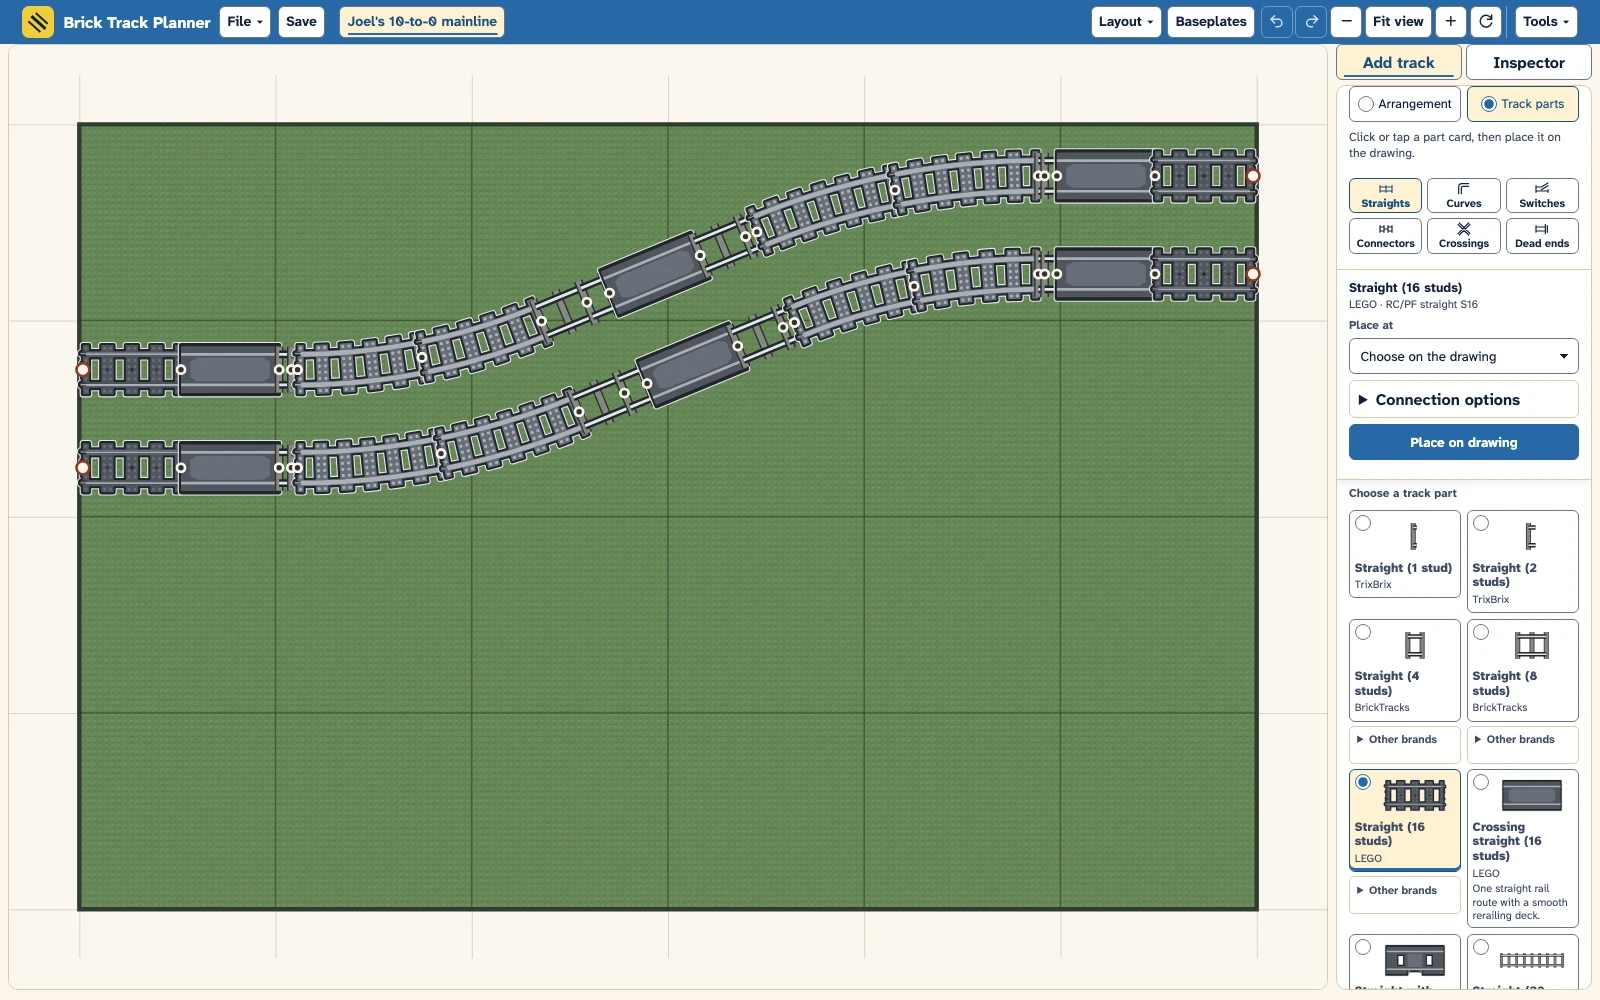 Brick Track Planner
File
Save
Joel's 10-to-0 mainline
Layout
Baseplates
Fit view
Tools
Add track
Inspector
Arrangement
Track parts
Click or tap a part card, then place it on
the drawing.
Straights
Curves
Switches
Connectors
Crossings
Dead ends
Straight (16 studs)
LEGO · RC/PF straight S16
Place at
Choose on the drawing
Connection options
Place on drawing
Choose a track part
Straight (1 stud)
TrixBrix
Straight (2
studs)
TrixBrix
Straight (4
studs)
BrickTracks
Straight (8
studs)
BrickTracks
Other brands
Other brands
Straight (16
studs)
LEGO
Other brands
Crossing
straight (16
studs)
LEGO
One straight rail
route with a smooth
rerailing deck.